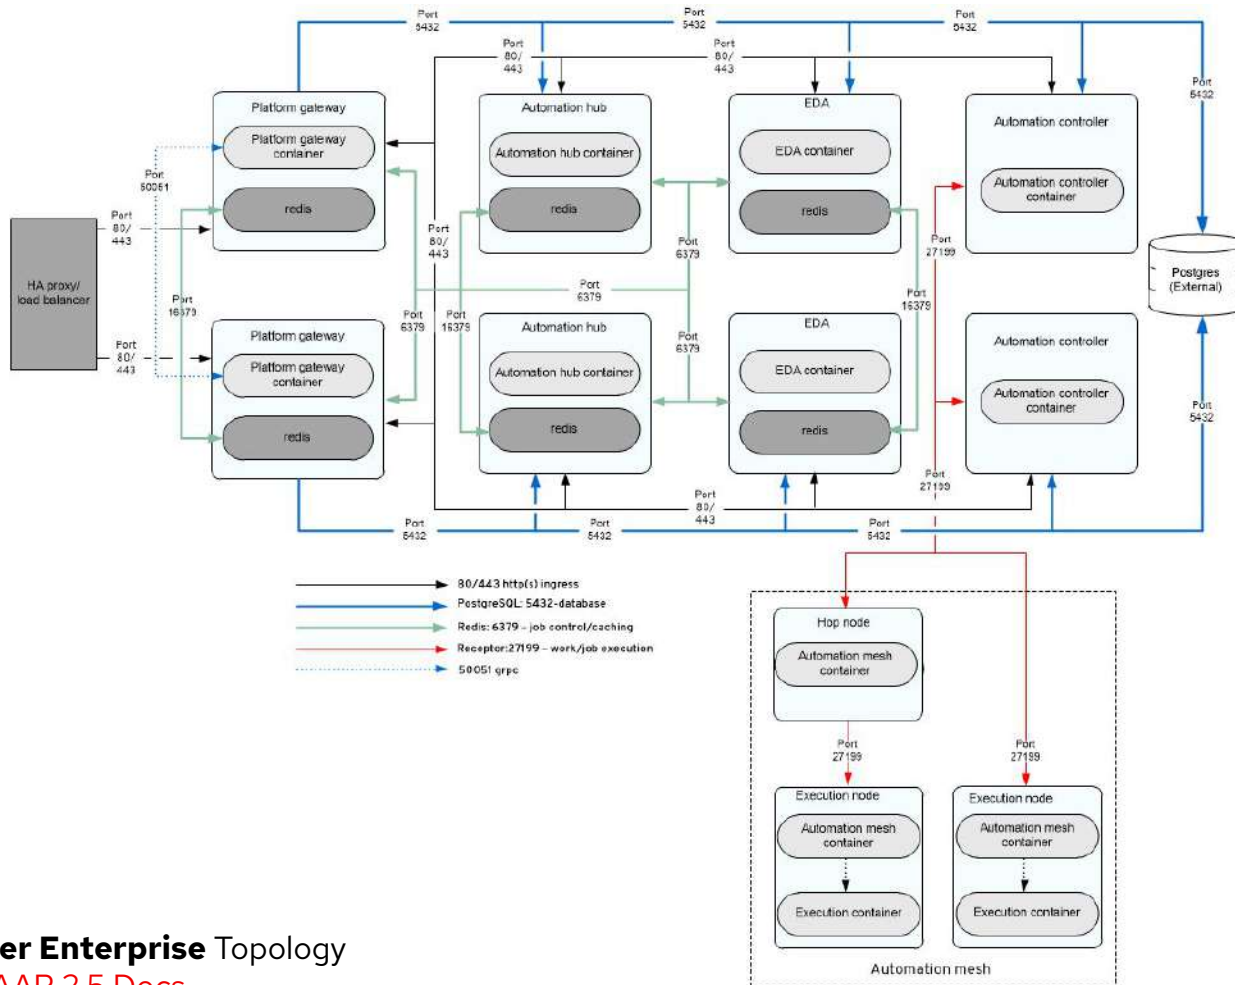 Port
5432
Port
5432
Port
5432
Port
80/
443
Port
80/
443
Port
80/
443
Port
5432
Platform gateway
Platform gateway
container
redis
Automation hub
Automation hub container
redis
EDA
EDA container
redis
Automation controller
Automation controller
container
Port
50051
Port
80/
443
Port
80/
443
Port
6379
Port
27199
HA proxy/
load balancer
Postgres
(External)
Port
16379
Port
6379
Port
16379
Port
6379
Port
6379
Port
16379
Port
80/
443
Platform gateway
Platform gateway
container
redis
Automation hub
Automation hub container
redis
EDA
EDA container
redis
Automation controller
Automation controller
container
Port
5432
Port
27199
Port
80/
443
Port
5432
Port
5432
Port
5432
80/443 http(s) ingress
PostgreSQL: 5432-database
Redis: 6379 – job control/caching
Receptor:27199 – work/job execution
50051 grpc
Hop node
Automation mesh
container
Port
27199
Port
27199
Execution node
Automation mesh
container
Execution container
Execution node
Automation mesh
container
Execution container
Automation mesh
er Enterprise Topology
AAP 2.5 Docs